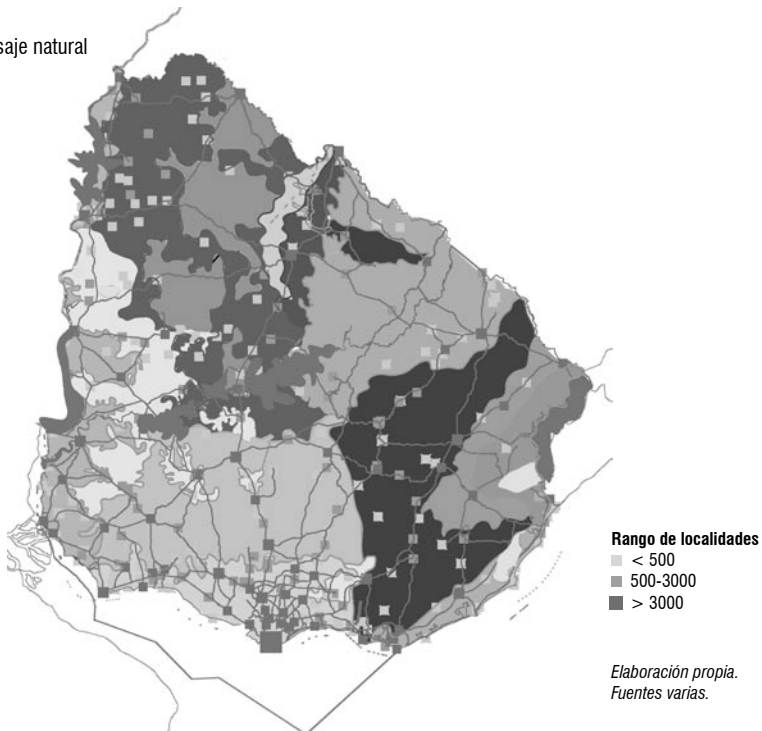 saje natural
Rango de localidades
< 500
500-3000
> 3000
Elaboración propia.
Fuentes varias.